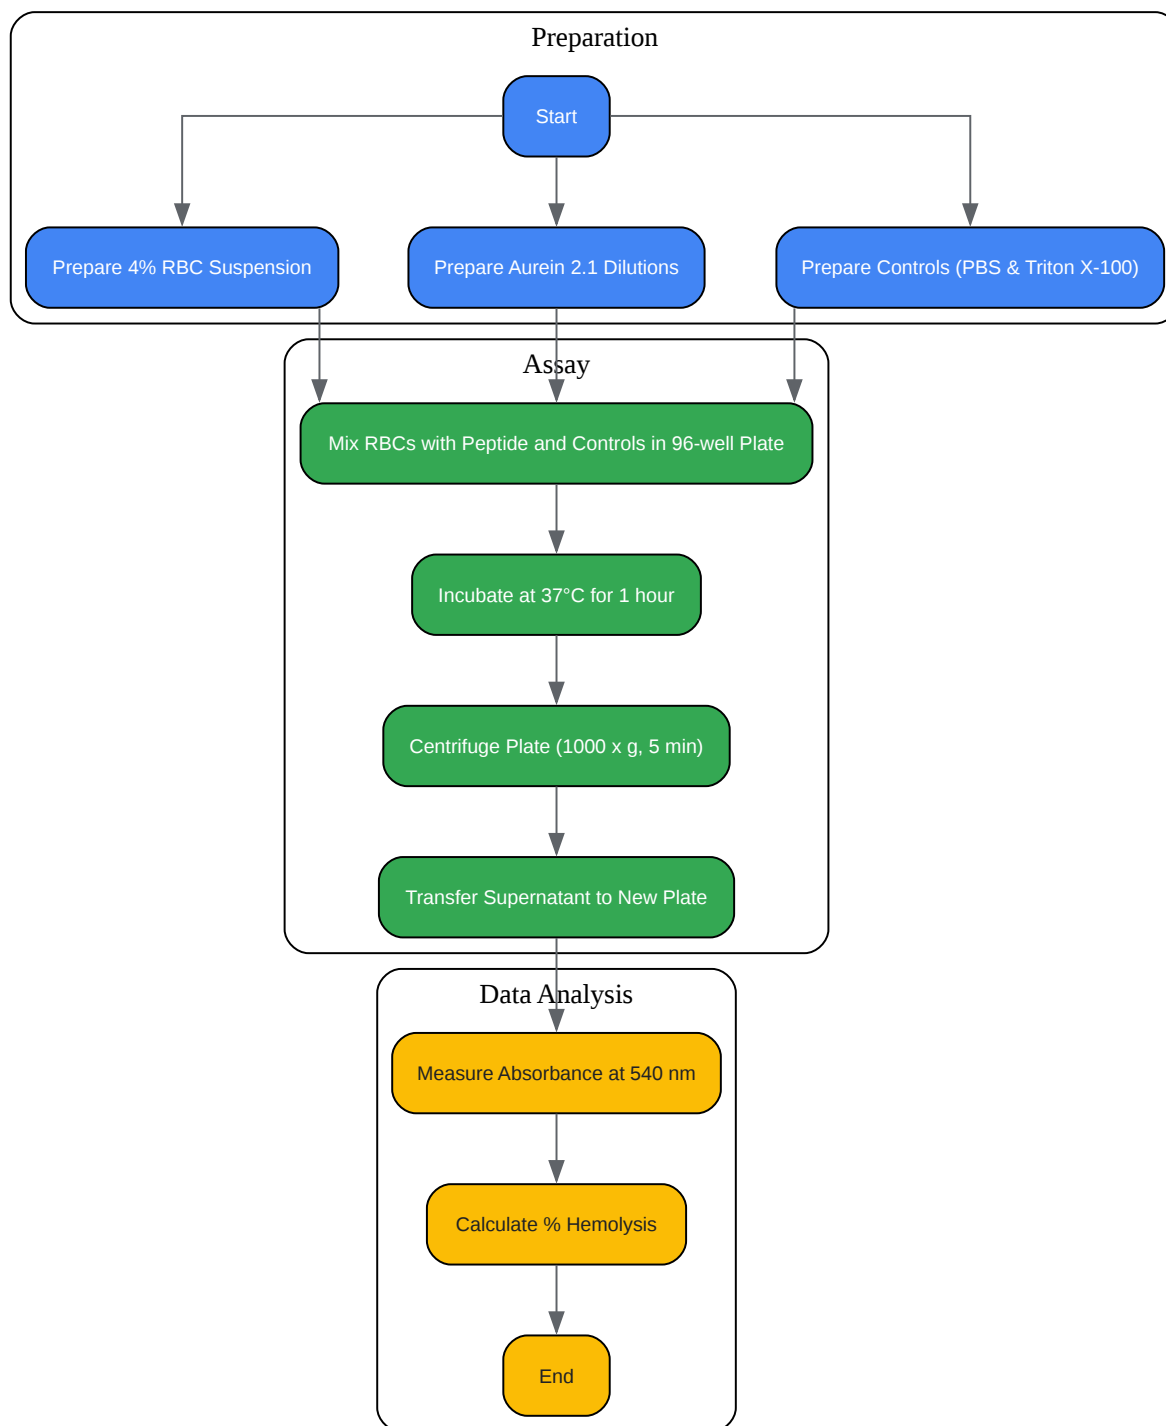 Preparation
Start
Prepare 4% RBC Suspension
Prepare Aurein 2.1 Dilutions
Prepare Controls (PBS & Triton X-100)
Assay
Mix RBCs with Peptide and Controls in 96-well Plate
Incubate at 37°C for 1 hour
Centrifuge Plate (1000 x g, 5 min)
Transfer Supernatant to New Plate
Data Analysis
Measure Absorbance at 540 nm
Calculate % Hemolysis
End